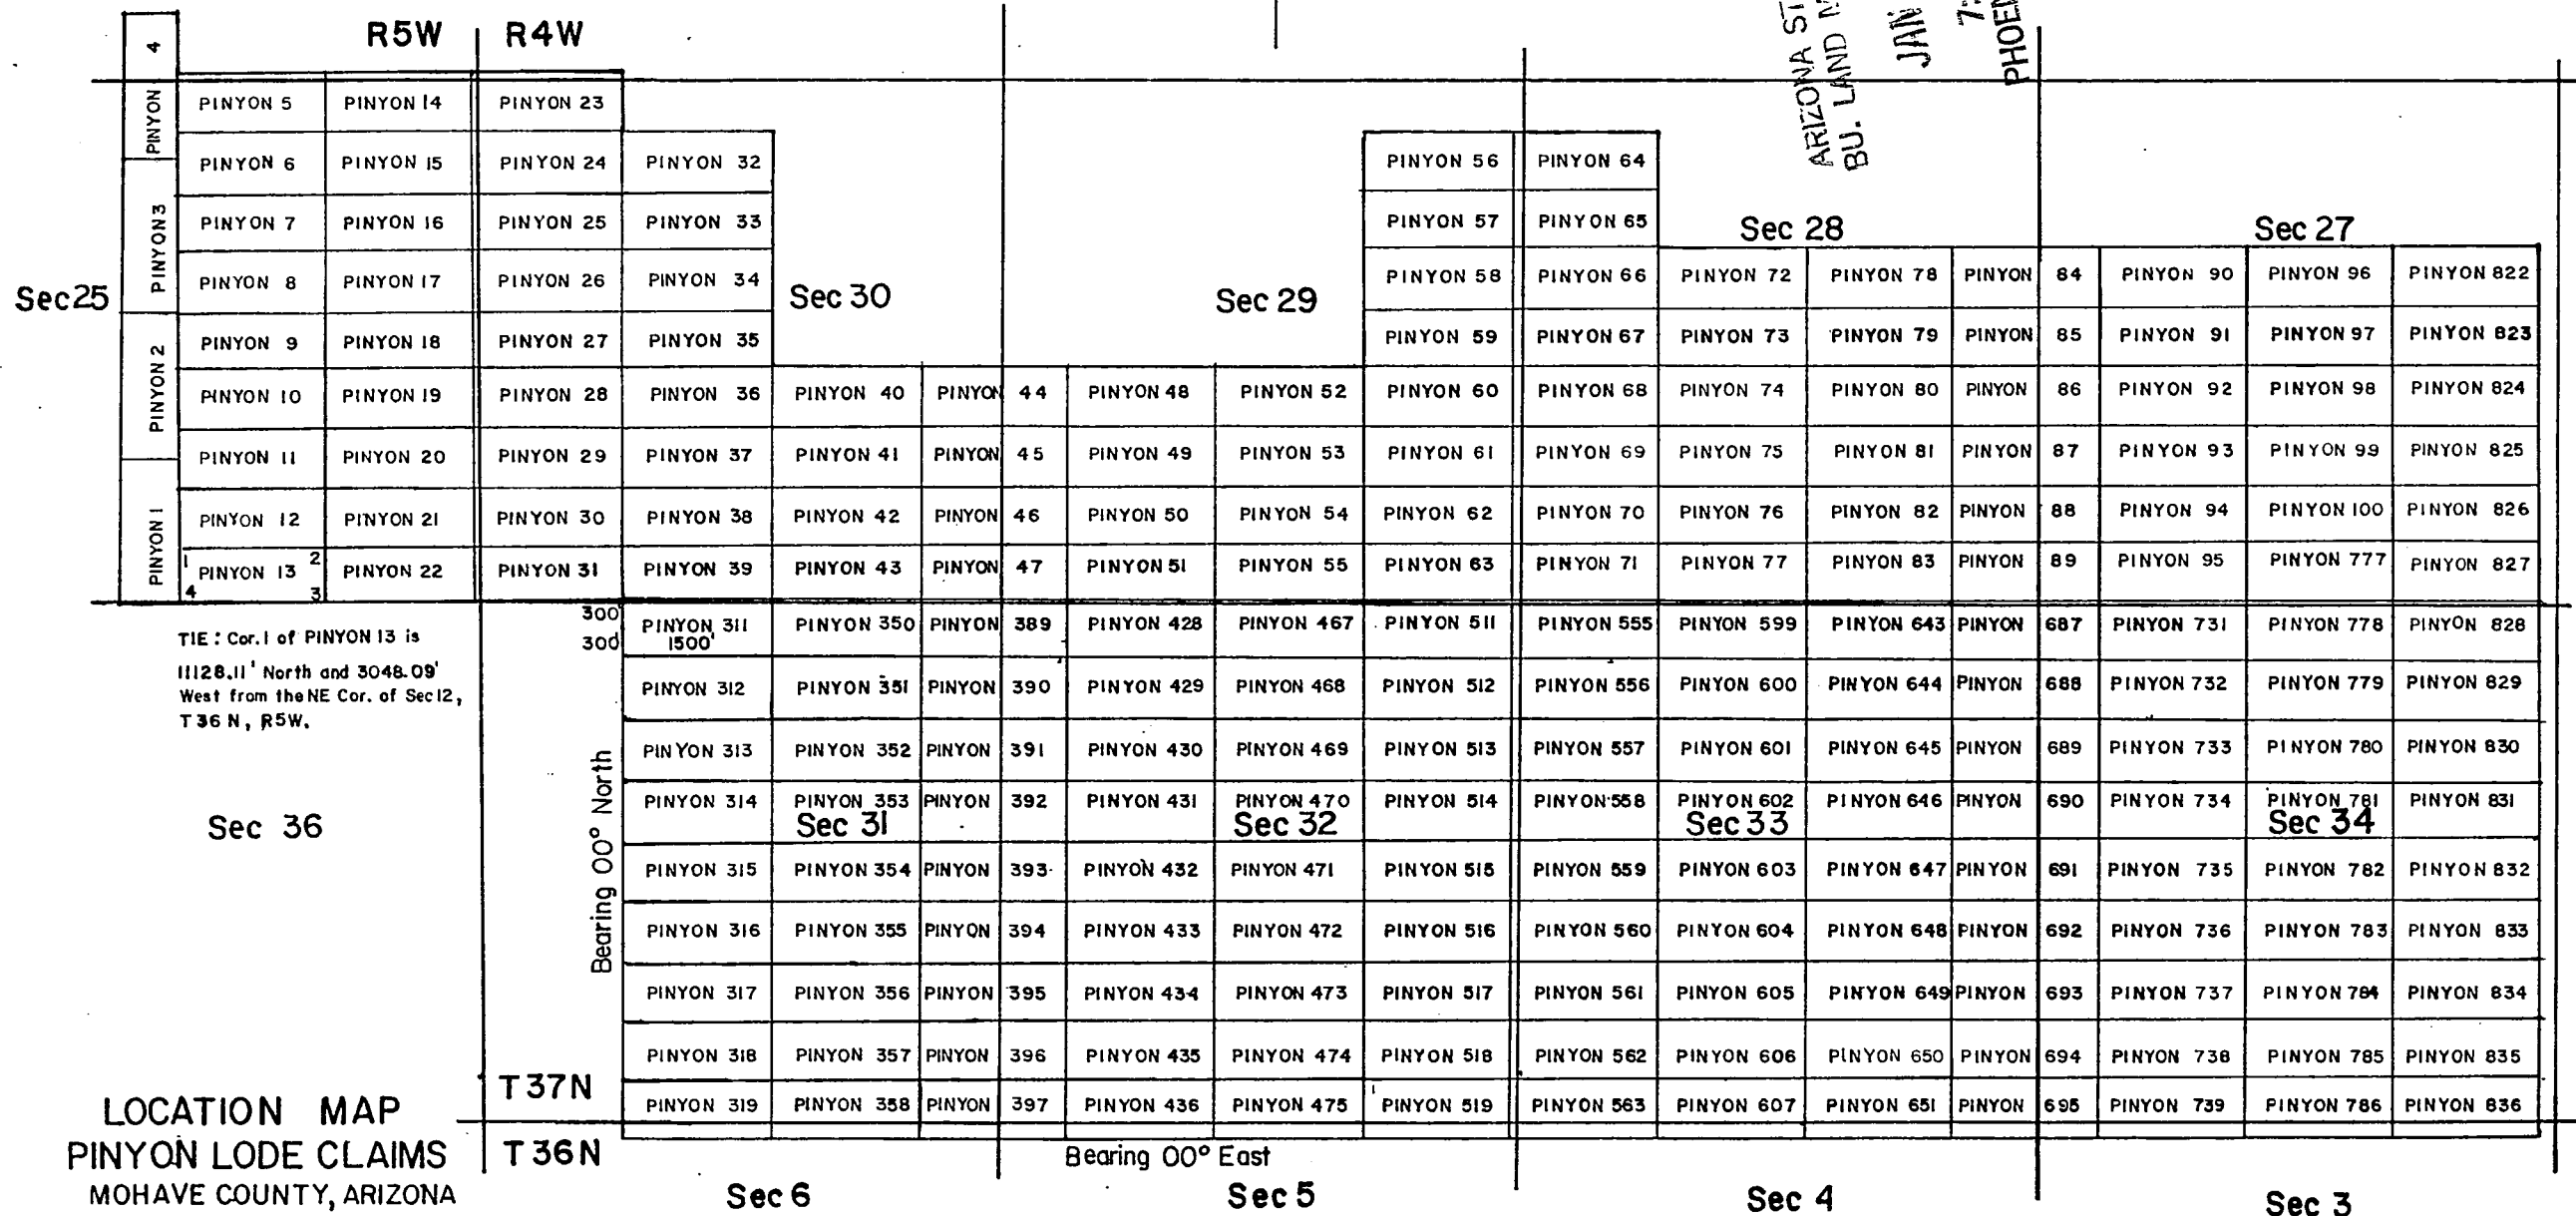 R5W R4W
ARIZONA
BU. LAND
JAN
4
PINYON
PINYON 3
PINYON 2
PINYON 1
PINYON 5 PINYON 14 PINYON 23
PINYON 6 PINYON 15 PINYON 24 PINYON 32 PINYON 56 PINYON 64
PINYON 7 PINYON 16 PINYON 25 PINYON 33 PINYON 57 PINYON 65 Sec 28 Sec 27
PINYON 8 PINYON 17 PINYON 26 PINYON 34 PINYON 58 PINYON 66 PINYON 72 PINYON 78 PINYON 84 PINYON 90 PINYON 96 PINYON 822
Sec 25 Sec 30 Sec 29
PINYON 9 PINYON 18 PINYON 27 PINYON 35 PINYON 59 PINYON 67 PINYON 73 PINYON 79 PINYON 85 PINYON 91 PINYON 97 PINYON 823
PINYON 10 PINYON 19 PINYON 28 PINYON 36 PINYON 40 PINYON 44 PINYON 48 PINYON 52 PINYON 60 PINYON 68 PINYON 74 PINYON 80 PINYON 86 PINYON 92 PINYON 98 PINYON 824
PINYON 11 PINYON 20 PINYON 29 PINYON 37 PINYON 41 PINYON 45 PINYON 49 PINYON 53 PINYON 61 PINYON 69 PINYON 75 PINYON 81 PINYON 87 PINYON 93 PINYON 99 PINYON 825
PINYON 12 PINYON 21 PINYON 30 PINYON 38 PINYON 42 PINYON 46 PINYON 50 PINYON 54 PINYON 62 PINYON 70 PINYON 76 PINYON 82 PINYON 88 PINYON 94 PINYON 100 PINYON 826
1 2
PINYON 13 PINYON 22 PINYON 31 PINYON 39 PINYON 43 PINYON 47 PINYON 51 PINYON 55 PINYON 63 PINYON 71 PINYON 77 PINYON 83 PINYON 89 PINYON 95 PINYON 777 PINYON 827
4 3
300'
PINYON 311 PINYON 350 PINYON 389 PINYON 428 PINYON 467 PINYON 511 PINYON 555 PINYON 599 PINYON 643 PINYON 687 PINYON 731 PINYON 778 PINYON 828
300' 1500'
TIE: Cor. 1 of PINYON 13 is
11128.11' North and 3048.09'
West from the NE Cor. of Sec 12,
T 36 N, R5W.
PINYON 312 PINYON 351 PINYON 390 PINYON 429 PINYON 468 PINYON 512 PINYON 556 PINYON 600 PINYON 644 PINYON 688 PINYON 732 PINYON 779 PINYON 829
PINYON 313 PINYON 352 PINYON 391 PINYON 430 PINYON 469 PINYON 513 PINYON 557 PINYON 601 PINYON 645 PINYON 689 PINYON 733 PINYON 780 PINYON 830
PINYON 314 PINYON 353 PINYON 392 PINYON 431 PINYON 470 PINYON 514 PINYON 558 PINYON 602 PINYON 646 PINYON 690 PINYON 734 PINYON 781 PINYON 831
Sec 36 Sec 31 Sec 32 Sec 33 Sec 34
Bearing 00° North
PINYON 315 PINYON 354 PINYON 393 PINYON 432 PINYON 471 PINYON 515 PINYON 559 PINYON 603 PINYON 647 PINYON 691 PINYON 735 PINYON 782 PINYON 832
PINYON 316 PINYON 355 PINYON 394 PINYON 433 PINYON 472 PINYON 516 PINYON 560 PINYON 604 PINYON 648 PINYON 692 PINYON 736 PINYON 783 PINYON 833
PINYON 317 PINYON 356 PINYON 395 PINYON 434 PINYON 473 PINYON 517 PINYON 561 PINYON 605 PINYON 649 PINYON 693 PINYON 737 PINYON 784 PINYON 834
PINYON 318 PINYON 357 PINYON 396 PINYON 435 PINYON 474 PINYON 518 PINYON 562 PINYON 606 PINYON 650 PINYON 694 PINYON 738 PINYON 785 PINYON 835
T 37N
PINYON 319 PINYON 358 PINYON 397 PINYON 436 PINYON 475 PINYON 519 PINYON 563 PINYON 607 PINYON 651 PINYON 695 PINYON 739 PINYON 786 PINYON 836
T 36N
Bearing 00° East
Sec 6 Sec 5 Sec 4 Sec 3
LOCATION MAP
PINYON LODE CLAIMS
MOHAVE COUNTY, ARIZONA